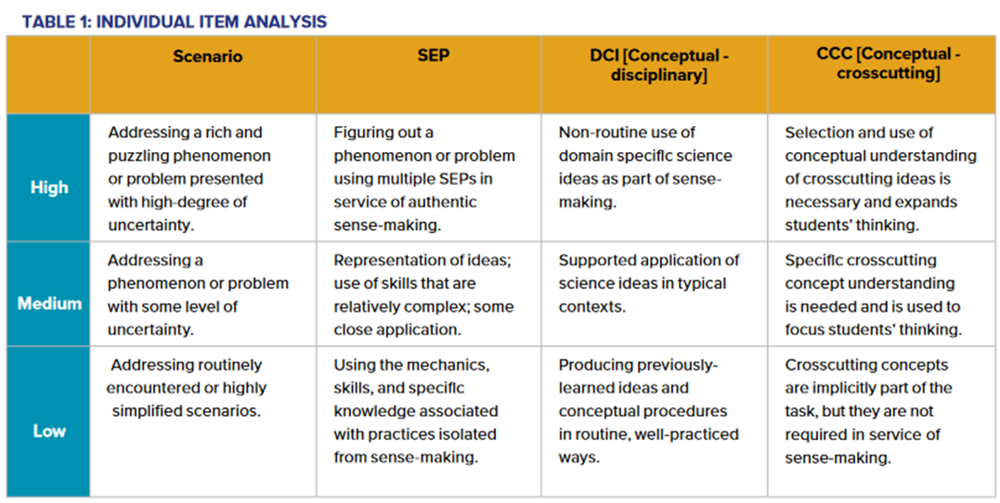 TABLE 1: INDIVIDUAL ITEM ANALYSIS
Scenario
SEP
DCI [Conceptual -
disciplinary]
CCC [Conceptual -
crosscutting]
High
Addressing a rich and
puzzling phenomenon
or problem presented
with high-degree of
uncertainty.
Figuring out a
phenomenon or problem
using multiple SEPs in
service of authentic
sense-making.
Non-routine use of
domain specific science
ideas as part of sense-
making.
Selection and use of
conceptual understanding
of crosscutting ideas is
necessary and expands
students’ thinking.
Medium
Addressing a
phenomenon or problem
with some level of
uncertainty.
Representation of ideas;
use of skills that are
relatively complex; some
close application.
Supported application of
science ideas in typical
contexts.
Specific crosscutting
concept understanding
is needed and is used to
focus students’ thinking.
Low
Addressing routinely
encountered or highly
simplified scenarios.
Using the mechanics,
skills, and specific
knowledge associated
with practices isolated
from sense-making.
Producing previously-
learned ideas and
conceptual procedures
in routine, well-practiced
ways.
Crosscutting concepts
are implicitly part of the
task, but they are not
required in service of
sense-making.